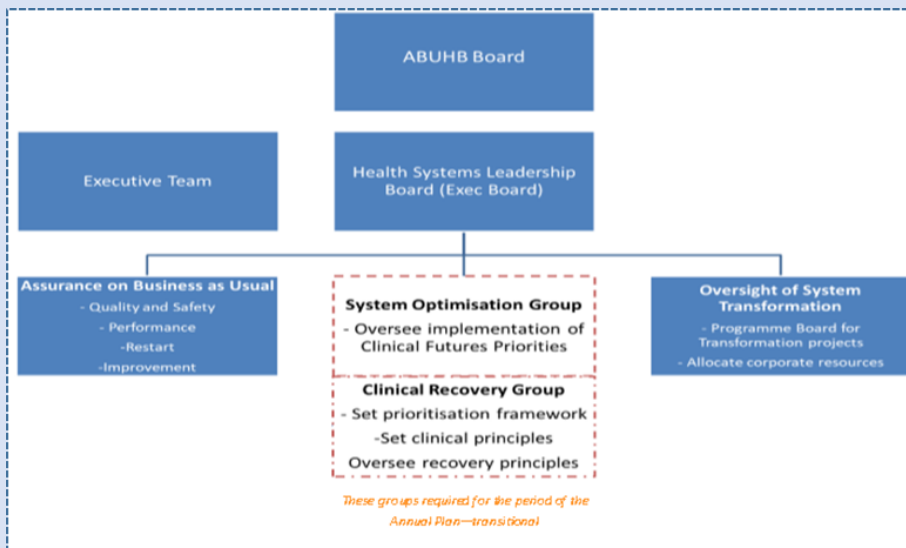 ABUHB Board
Executive Team
Health Systems Leadership
Board (Exec Board)
Assurance on Business as Usual
- Quality and Safety
- Performance
-Restart
-Improvement
System Optimisation Group
- Oversee implementation of
Clinical Futures Priorities
Clinical Recovery Group
- Set prioritisation framework
-Set clinical principles
Oversee recovery principles
These groups required for the period of the
Annual Plan—transitional
Oversight of System
Transformation
- Programme Board for
Transformation projects
- Allocate corporate resources